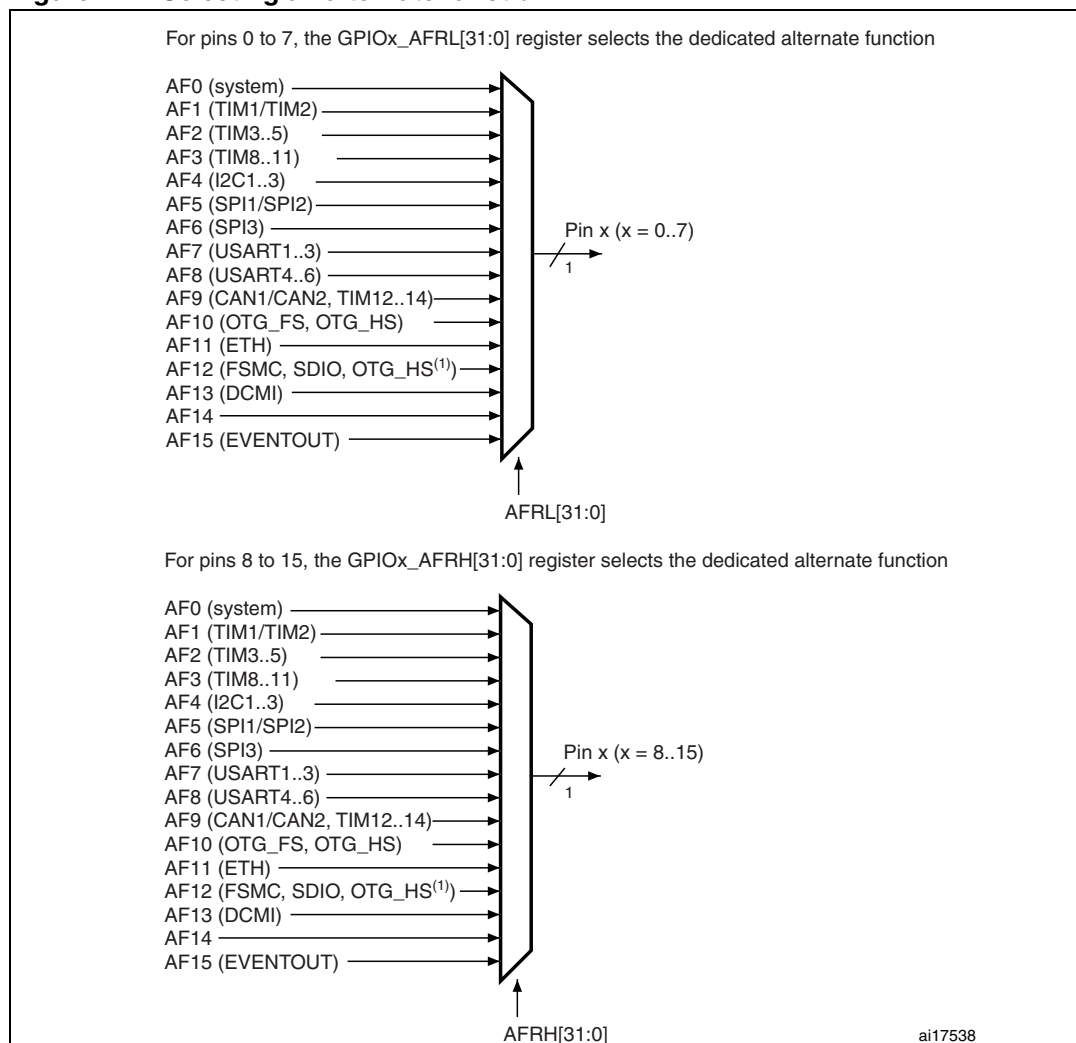 For pins 0 to 7, the GPIOx_AFRL[31:0] register selects the dedicated alternate function
AF0 (system)
AF1 (TIM1/TIM2)
AF2 (TIM3..5)
AF3 (TIM8..11)
AF4 (I2C1..3)
AF5 (SPI1/SPI2)
AF6 (SPI3)
AF7 (USART1..3)
AF8 (USART4..6)
AF9 (CAN1/CAN2, TIM12..14)
AF10 (OTG_FS, OTG_HS)
AF11 (ETH)
AF12 (FSMC, SDIO, OTG_HS(1))
AF13 (DCMI)
AF14
AF15 (EVENTOUT)
Pin x (x = 0..7)
1
AFRL[31:0]
For pins 8 to 15, the GPIOx_AFRH[31:0] register selects the dedicated alternate function
AF0 (system)
AF1 (TIM1/TIM2)
AF2 (TIM3..5)
AF3 (TIM8..11)
AF4 (I2C1..3)
AF5 (SPI1/SPI2)
AF6 (SPI3)
AF7 (USART1..3)
AF8 (USART4..6)
AF9 (CAN1/CAN2, TIM12..14)
AF10 (OTG_FS, OTG_HS)
AF11 (ETH)
AF12 (FSMC, SDIO, OTG_HS(1))
AF13 (DCMI)
AF14
AF15 (EVENTOUT)
Pin x (x = 8..15)
1
AFRH[31:0]
ai17538